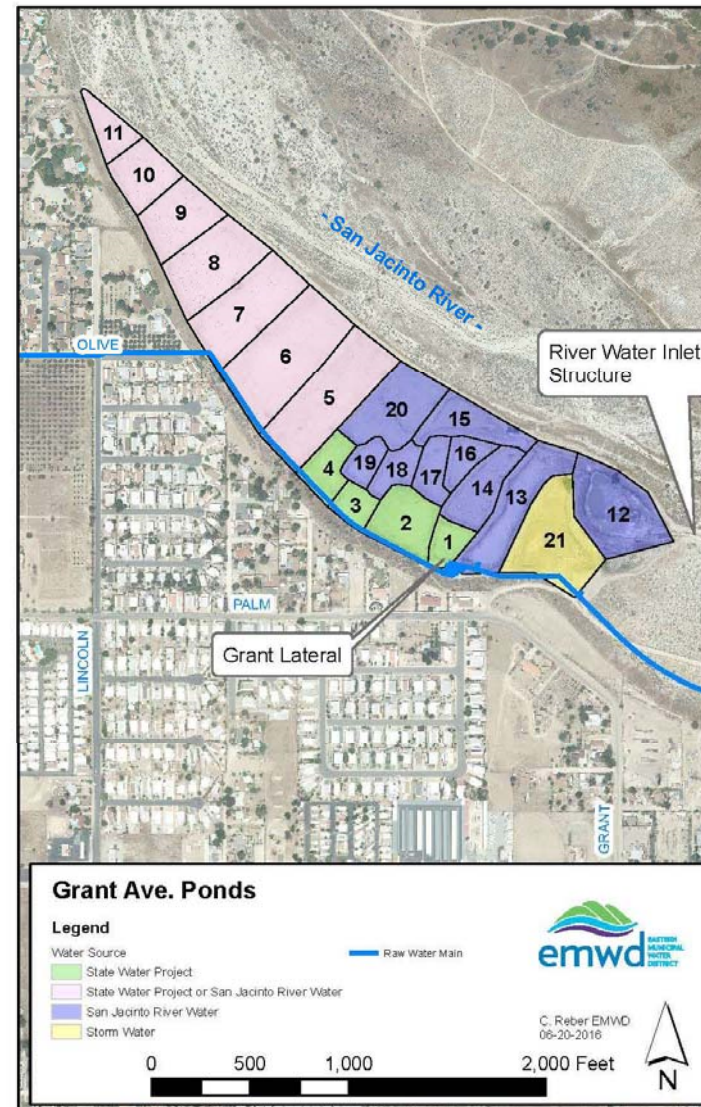 11
10
9
8
7
6
5
- San Jacinto River -
OLIVE
River Water Inlet
Structure
20
15
4
19
18
16
17
14
13
12
3
2
1
21
PALM
Grant Lateral
LINCOLN
GRANT
Grant Ave. Ponds
Legend
Water Source
Raw Water Main
State Water Project
State Water Project or San Jacinto River Water
San Jacinto River Water
Storm Water
emwd
EASTERN
MUNICIPAL
WATER
DISTRICT
C. Reber EMWD
06-20-2016
0 500 1,000 2,000 Feet
N